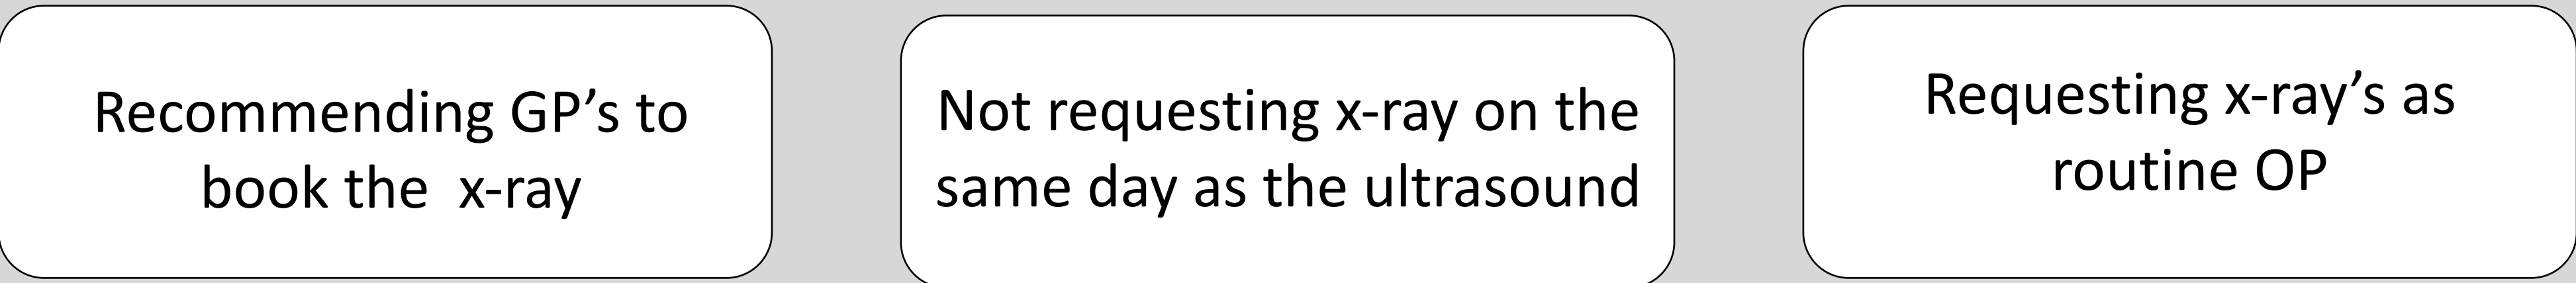 Recommending GP’s to
book the  x-ray
Not requesting x-ray on the
same day as the ultrasound
Requesting x-ray’s as
routine OP